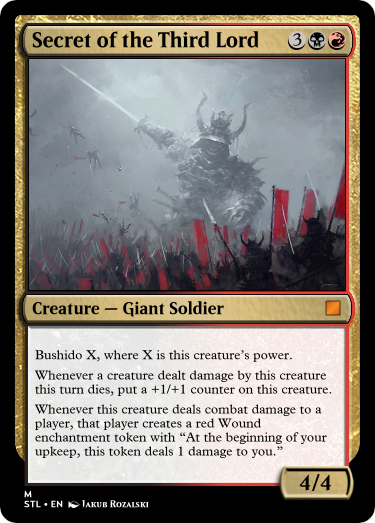 Secret of the Third Lord 3
Creature — Giant Soldier
Bushido X, where X is this creature's power.
Whenever a creature dealt damage by this creature
this turn dies, put a +1/+1 counter on this creature.
Whenever this creature deals combat damage to a
player, that player creates a red Wound
enchantment token with “At the beginning of your
upkeep, this token deals 1 damage to you.”
4/4
M
STL • EN Jakub Rozalski